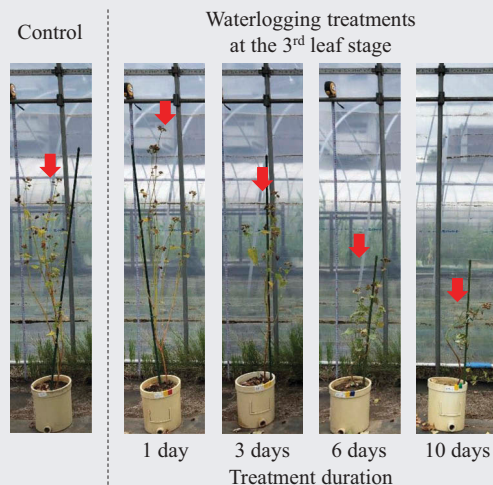 Control
Waterlogging treatments
at the 3rd leaf stage
1 day
3 days
6 days
10 days
Treatment duration